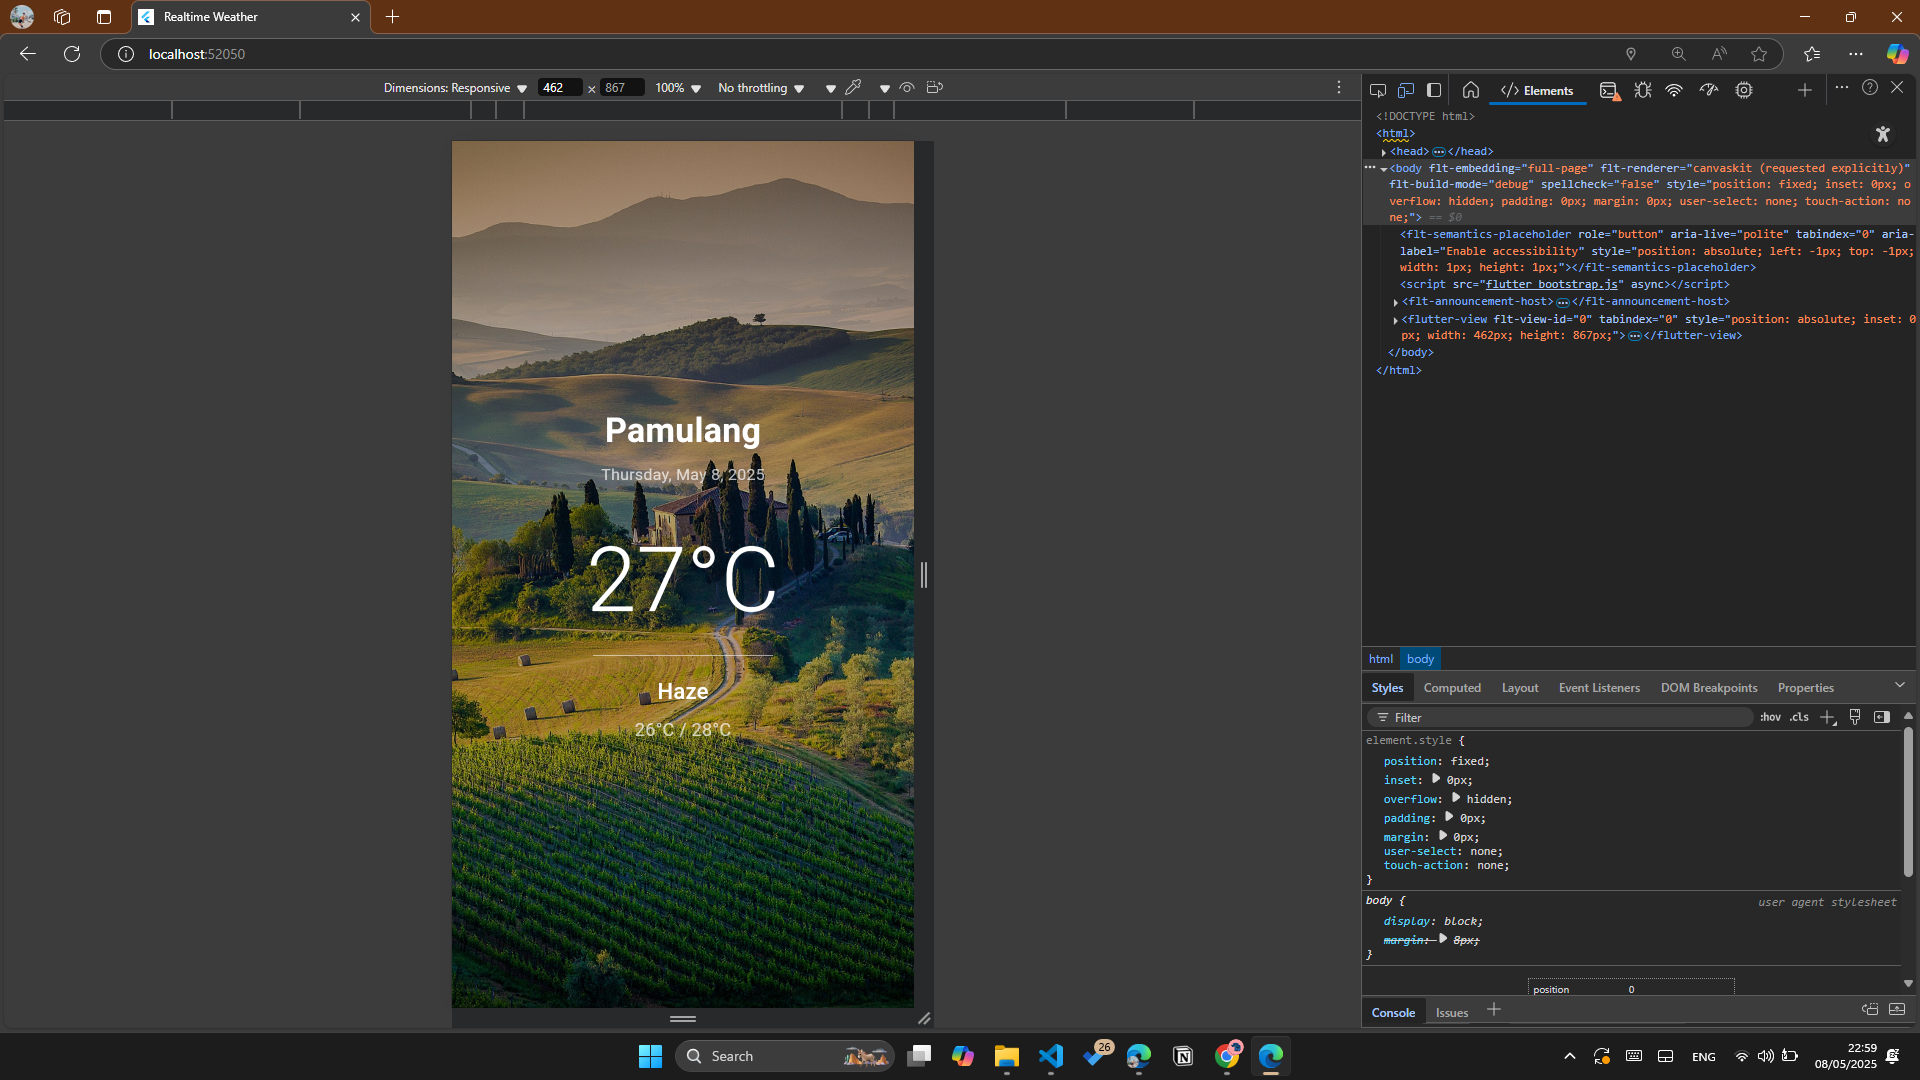 Realtime Weather
localhost:52050
Dimensions: Responsive 462 × 867 100% No throttling
Elements
<!DOCTYPE html>
<html>
<head> ••• </head>
••• <body flt-embedding="full-page" flt-renderer="canvaskit (requested explicitly)"
flt-build-mode="debug" spellcheck="false" style="position: fixed; inset: 0px; o
verflow: hidden; padding: 0px; margin: 0px; user-select: none; touch-action: no
ne;"> == $0
<flt-semantics-placeholder role="button" aria-live="polite" tabindex="0" aria-
label="Enable accessibility" style="position: absolute; left: -1px; top: -1px;
width: 1px; height: 1px;"></flt-semantics-placeholder>
<script src="flutter_bootstrap.js" async></script>
<flt-announcement-host> ••• </flt-announcement-host>
<flutter-view flt-view-id="0" tabindex="0" style="position: absolute; inset: 0
px; width: 462px; height: 867px;"> ••• </flutter-view>
</body>
</html>
Pamulang
Thursday, May 8, 2025
27°C
Haze
26°C / 28°C
html body
Styles Computed Layout Event Listeners DOM Breakpoints Properties
Filter :hov .cls
element.style {
position: fixed;
inset: 0px;
overflow: hidden;
padding: 0px;
margin: 0px;
user-select: none;
touch-action: none;
}
body { user agent stylesheet
display: block;
margin: 8px;
}
position 0
Console Issues
Search
26
ENG
22:59
08/05/2025